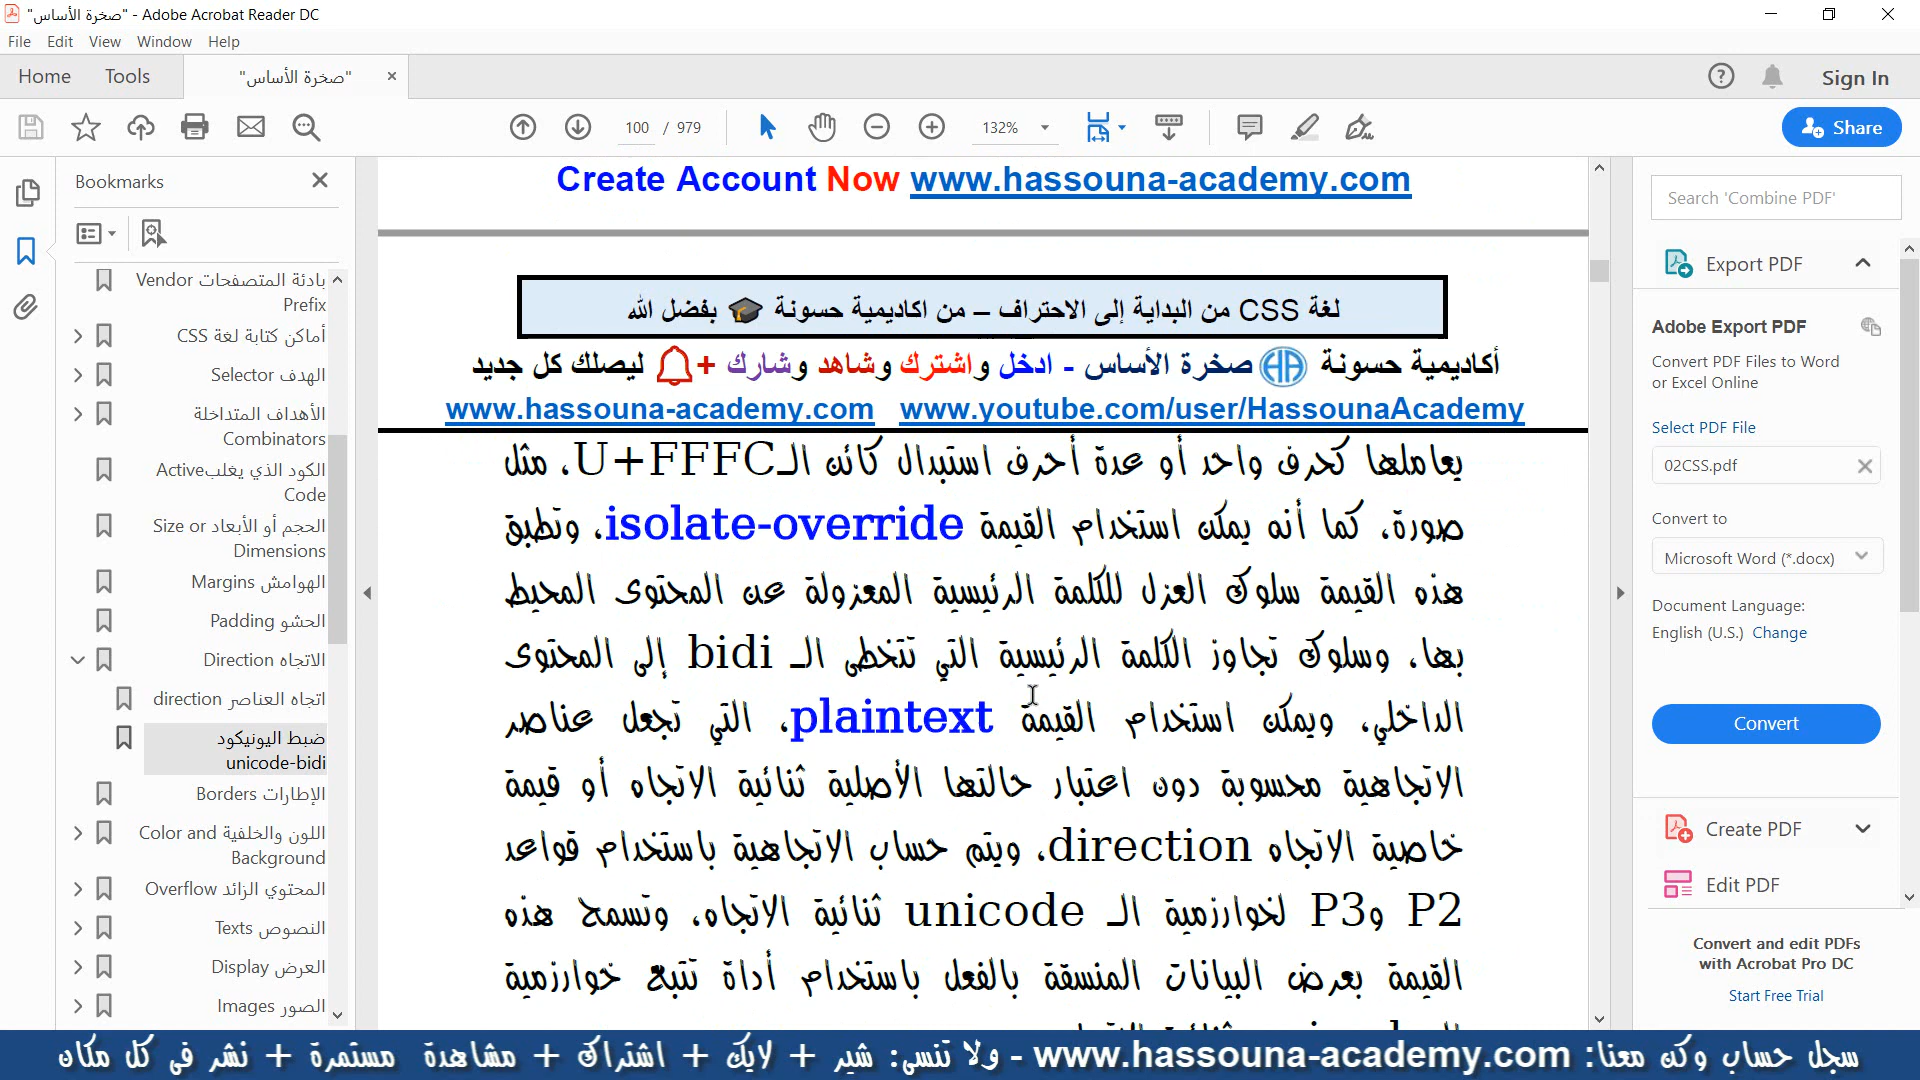 "صخرة الأساس" - Adobe Acrobat Reader DC
File Edit View Window Help
Home Tools "صخرة الأساس" Sign In
100 / 979 132% Share
Bookmarks
بادئة المتصفحات Vendor
Prefix
أماكن كتابة لغة CSS
الهدف Selector
الأهداف المتداخلة
Combinators
الكود الذي يغلب Active
Code
الحجم أو الأبعاد Size or
Dimensions
الهوامش Margins
الحشو Padding
الاتجاه Direction
اتجاه العناصر direction
ضبط اليونيكود
unicode-bidi
الإطارات Borders
اللون والخلفية Color and
Background
المحتوي الزائد Overflow
النصوص Texts
العرض Display
الصور Images
Create Account Now www.hassouna-academy.com
لغة CSS من البداية إلى الاحتراف – من اكاديمية حسونة بفضل الله
أكاديمية حسونة HA صخرة الأساس - ادخل واشترك وشاهد وشارك + ليصلك كل جديد
www.hassouna-academy.com www.youtube.com/user/HassounaAcademy
يعاملها كحرف واحد أو عدة أحرف استبدال كائن الـU+FFFC، مثل
صورة، كما أنه يمكن استخدام القيمة isolate-override، وتطبق
هذه القيمة سلوك العزل للكلمة الرئيسية المعزولة عن المحتوى المحيط
بها، وسلوك تجاوز الكلمة الرئيسية التي تتخطى الـ bidi إلى المحتوى
الداخلي، ويمكن استخدام القيمة plaintext، التي تجعل عناصر
الاتجاهية محسوبة دون اعتبار حالتها الأصلية ثنائية الاتجاه أو قيمة
خاصية الاتجاه direction، ويتم حساب الاتجاهية باستخدام قواعد
P2 وP3 لخوارزمية الـ unicode ثنائية الاتجاه، وتسمح هذه
القيمة بعرض البيانات المنسقة بالفعل باستخدام أداة تتبع خوارزمية
Search 'Combine PDF'
Export PDF
Adobe Export PDF
Convert PDF Files to Word
or Excel Online
Select PDF File
02CSS.pdf
Convert to
Microsoft Word (*.docx)
Document Language:
English (U.S.) Change
Convert
Create PDF
Edit PDF
Convert and edit PDFs
with Acrobat Pro DC
Start Free Trial
سجل حساب وكن معنا: www.hassouna-academy.com - ولا تنسى: شير + لايك + اشتراك + مشاهدة مستمرة + نشر في كل مكان